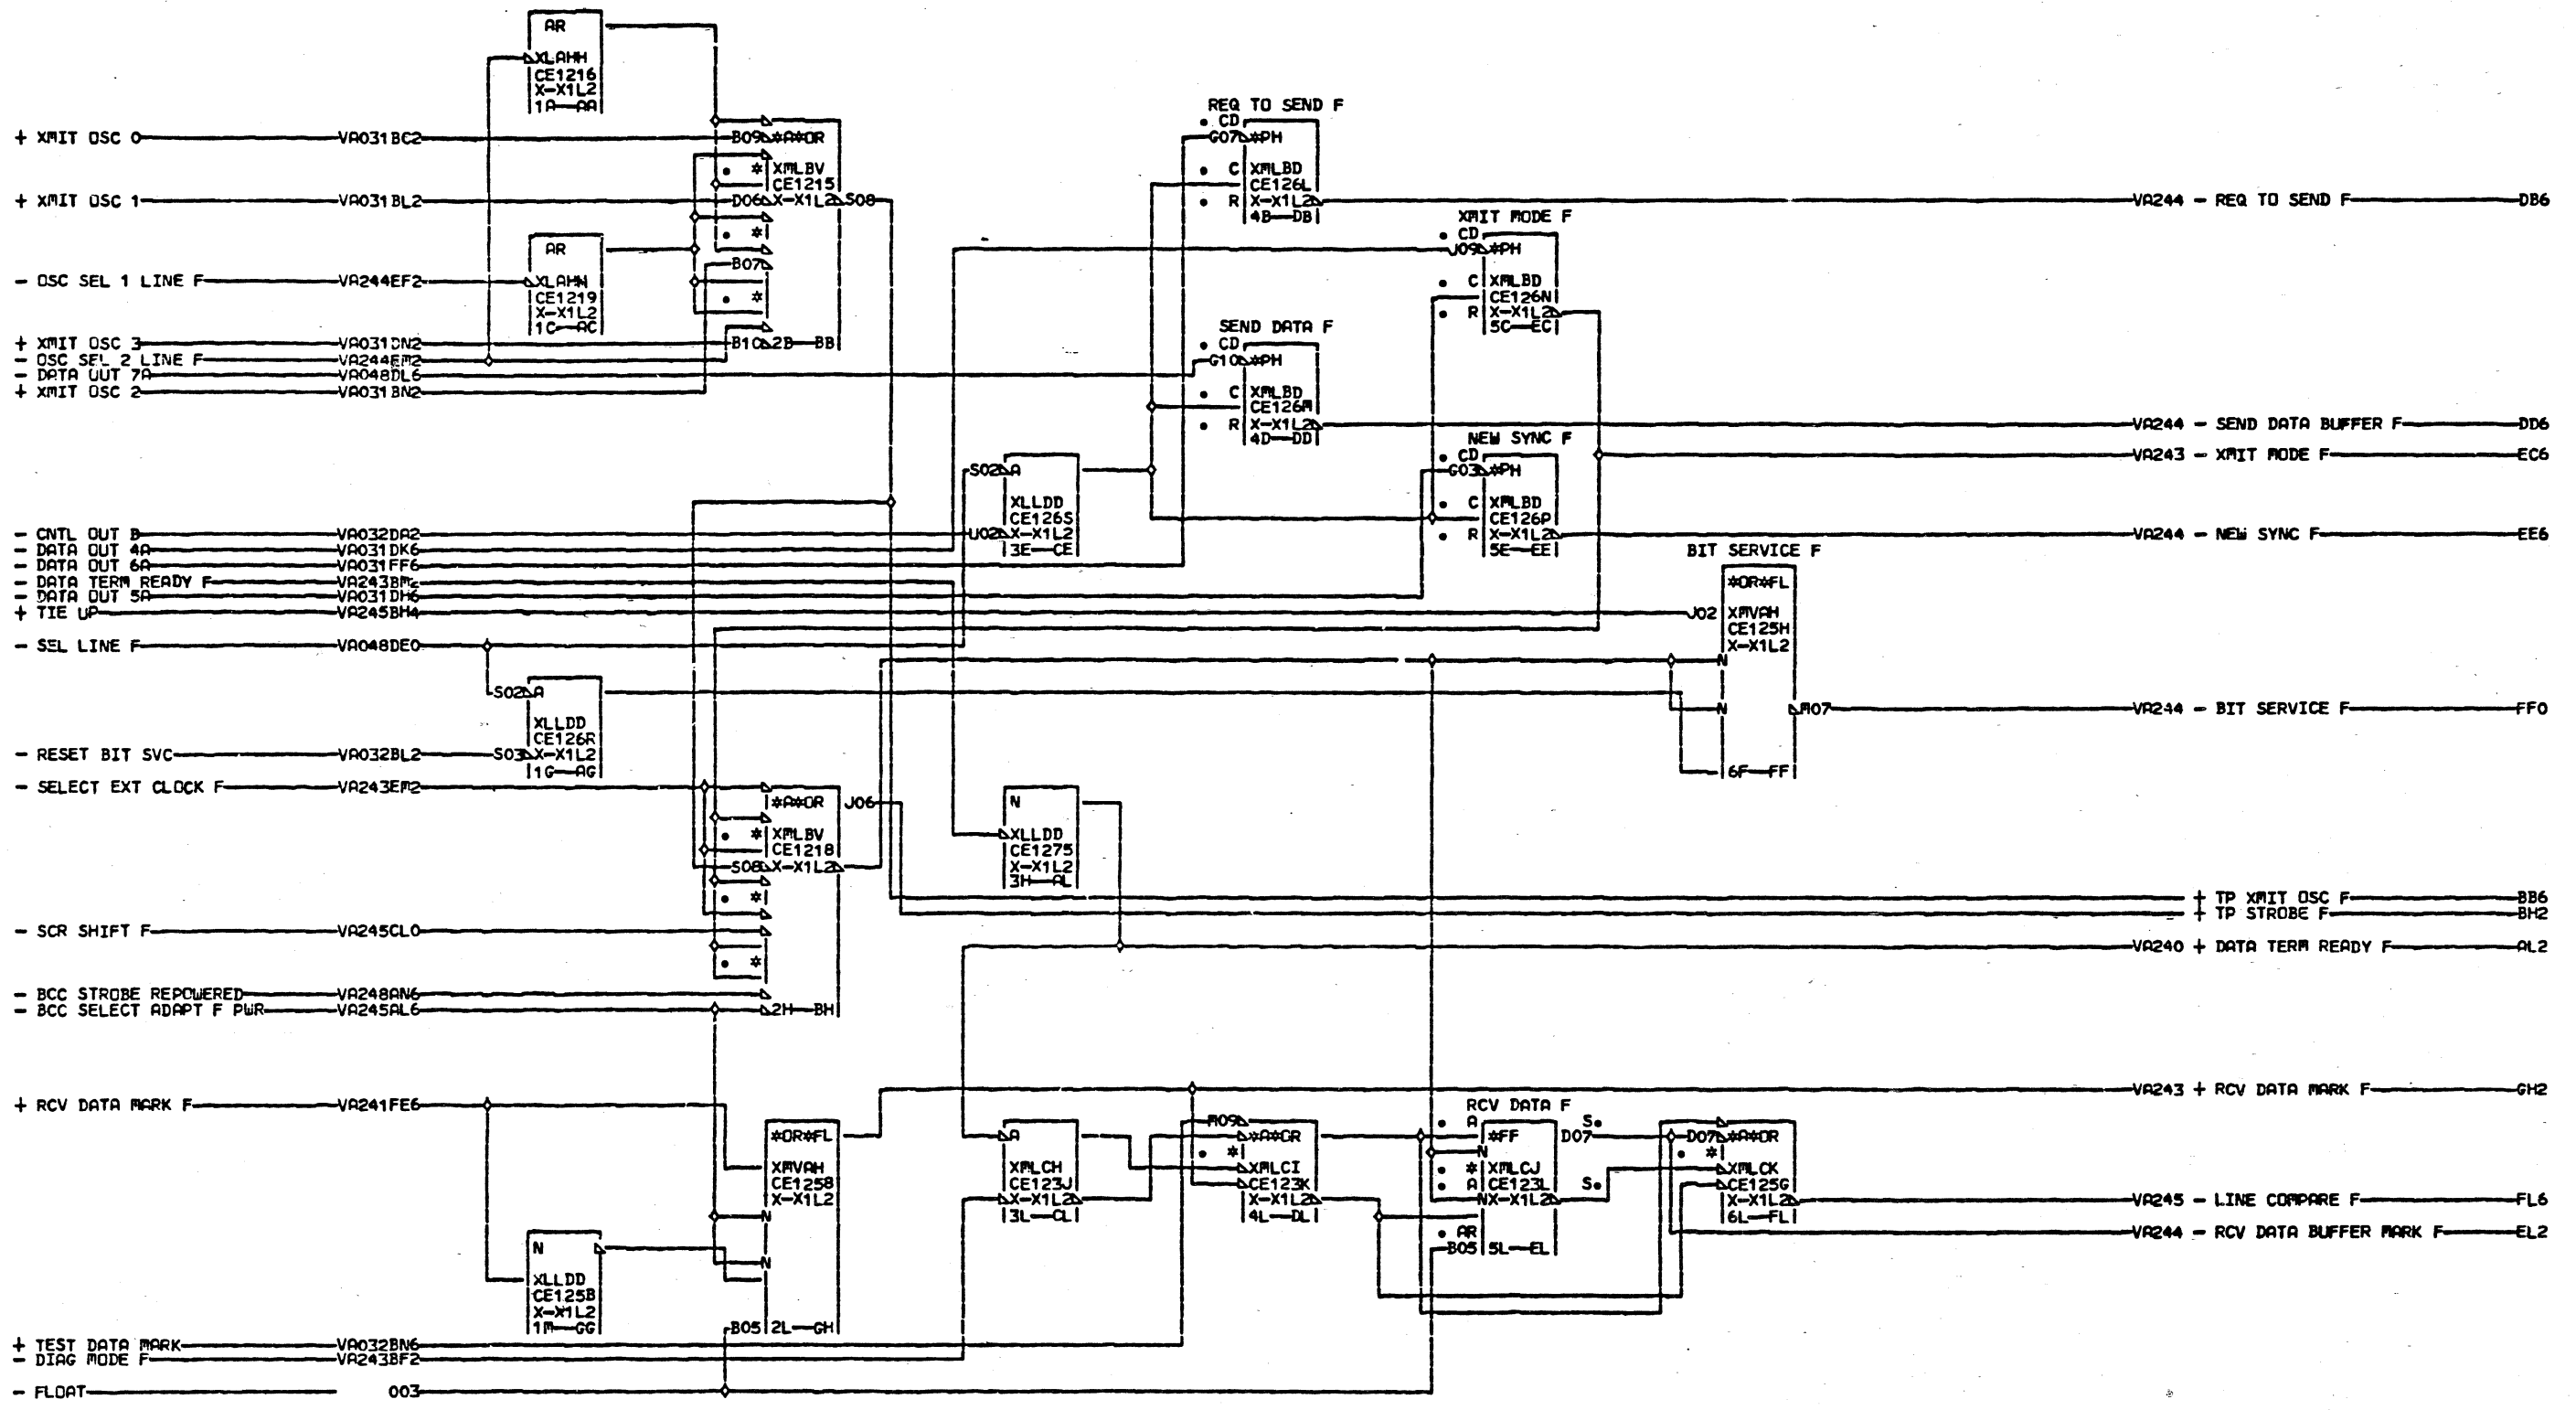 AR
XLAHH
CE1216
X-X1L2
1A—AA
+ XMIT OSC 0 VA031BC2 B09 *A*OR
• * XMLBV
CE1215
+ XMIT OSC 1 VA031BL2 D06 X-X1L2 S08
• *
AR
B07
- OSC SEL 1 LINE F VA244EF2 XLAHH
CE1219
• *
X-X1L2
1C—AC
+ XMIT OSC 3 VA031DN2 B10 2B—BB
- OSC SEL 2 LINE F VA244EM2
- DATA OUT 7A VA048DL6
+ XMIT OSC 2 VA031BN2
REQ TO SEND F
• CD
G07 *PH
• C XMLBD
CE126L
• R X-X1L2
4B—DB
VA244 - REQ TO SEND F DB6
XMIT MODE F
• CD
J09 *PH
• C XMLBD
CE126N
• R X-X1L2
5C—EC
SEND DATA F
• CD
G10 *PH
• C XMLBD
CE126M
• R X-X1L2
4D—DD
VA244 - SEND DATA BUFFER F DD6
NEW SYNC F
• CD
G03 *PH
VA243 - XMIT MODE F EC6
• C XMLBD
CE126P
• R X-X1L2
5E—EE
VA244 - NEW SYNC F EE6
S02 A
XLLDD
CE126S
U02 X-X1L2
3E—CE
- CNTL OUT B VA032DA2
- DATA OUT 4A VA031DK6
- DATA OUT 6A VA031FF6
- DATA TERM READY F
- DATA OUT 5A VA031DH6
+ TIE UP VA245BH4
- SEL LINE F VA048DE0
BIT SERVICE F
*OR*FL
J02 XMVAH
CE125H
X-X1L2
N
N M07 VA244 - BIT SERVICE F FF0
6F—FF
S02 A
XLLDD
CE126R
- RESET BIT SVC VA032BL2 S03 X-X1L2
1G—AG
- SELECT EXT CLOCK F VA243EM2
*A*OR J06
• * XMLBV
CE1218
S08 X-X1L2
• *
- SCR SHIFT F VA245CL0
• *
- BCC STROBE REPOWERED VA248AN6
- BCC SELECT ADAPT F PWR VA245AL6 2H—BH
N
XLLDD
CE1275
X-X1L2
3H—AL
+ TP XMIT OSC F BB6
+ TP STROBE F BH2
VA240 + DATA TERM READY F AL2
+ RCV DATA MARK F VA241FE6
VA243 + RCV DATA MARK F GH2
*OR*FL
XMVAH
CE1258
X-X1L2
N
N
B05 2L—GH
N
XLLDD
CE125B
X-X1L2
1M—GG
A
XMLCH
CE123J
X-X1L2
3L—CL
M09
*A*OR
• *
XMLCI
CE123K
X-X1L2
4L—DL
RCV DATA F
• A S•
*FF D07
N
• * XMLCJ
• A CE123L S•
N X-X1L2
• AR
B05 5L—EL
D07 *A*OR
• *
XMLCK
CE125G
X-X1L2
6L—FL
VA245 - LINE COMPARE F FL6
VA244 - RCV DATA BUFFER MARK F EL2
+ TEST DATA MARK VA032BN6
- DIAG MODE F VA243BF2
- FLOAT 003